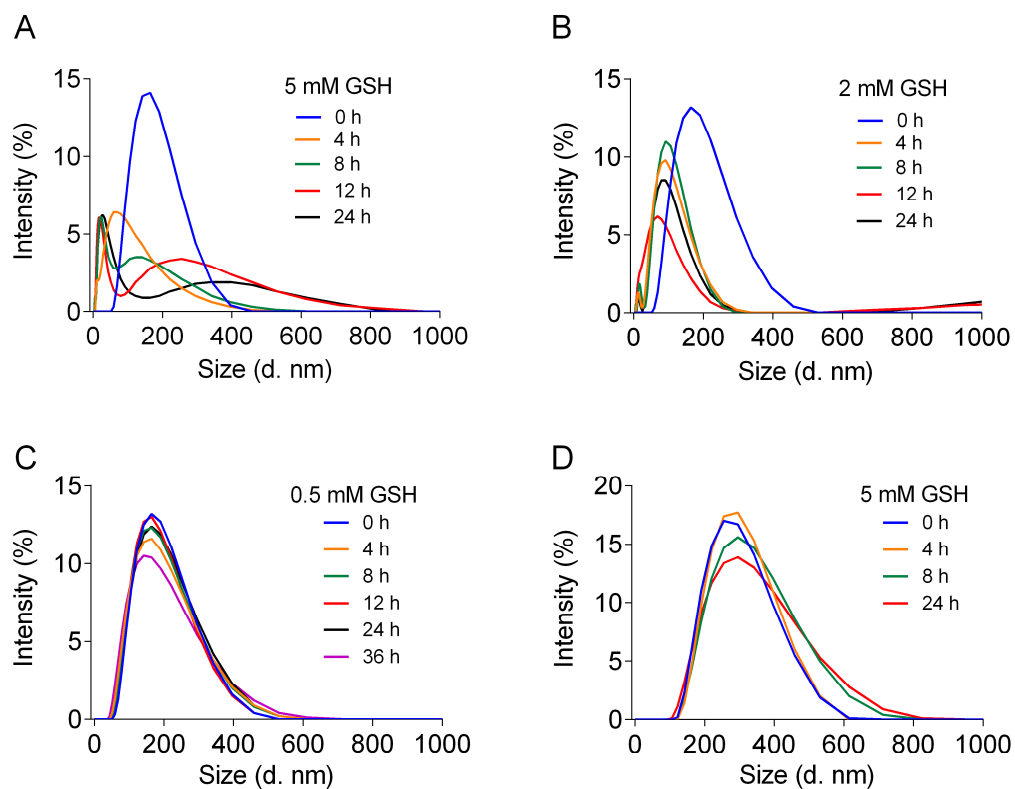 A
5 mM GSH
0 h
4 h
8 h
12 h
24 h
15
10
5
0
Intensity (%)
0 200 400 600 800 1000
Size (d. nm)
B
2 mM GSH
0 h
4 h
8 h
12 h
24 h
15
10
5
0
Intensity (%)
0 200 400 600 800 1000
Size (d. nm)
C
0.5 mM GSH
0 h
4 h
8 h
12 h
24 h
36 h
15
10
5
0
Intensity (%)
0 200 400 600 800 1000
Size (d. nm)
D
5 mM GSH
0 h
4 h
8 h
24 h
20
15
10
5
0
Intensity (%)
0 200 400 600 800 1000
Size (d. nm)